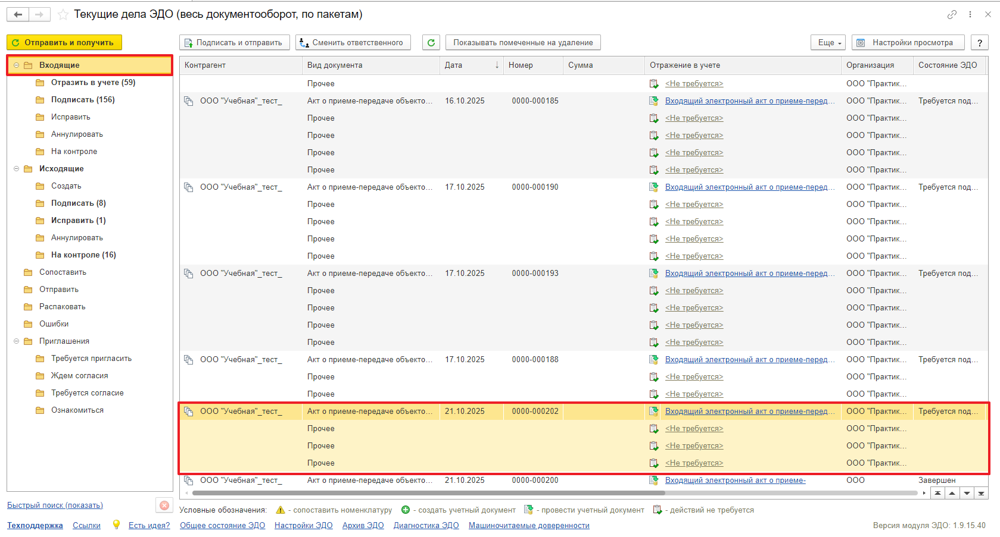 Текущие дела ЭДО (весь документооборот, по пакетам)
Отправить и получить
Подписать и отправить Сменить ответственного Показывать помеченные на удаление Еще Настройки просмотра ?
Входящие
Отразить в учете (59)
Подписать (156)
Исправить
Аннулировать
На контроле
Исходящие
Создать
Подписать (8)
Исправить (1)
Аннулировать
На контроле (16)
Сопоставить
Отправить
Распаковать
Ошибки
Приглашения
Требуется пригласить
Ждем согласия
Требуется согласие
Ознакомиться
Контрагент Вид документа Дата ↓ Номер Сумма Отражение в учете Организация Состояние ЭДО
Прочее <Не требуется> ООО "Практик...
ООО "Учебная"_тест_ Акт о приеме-передаче объекто... 16.10.2025 0000-000185 Входящий электронный акт о приеме-перед... ООО "Практик... Требуется под...
Прочее <Не требуется> ООО "Практик...
Прочее <Не требуется> ООО "Практик...
Прочее <Не требуется> ООО "Практик...
Прочее <Не требуется> ООО "Практик...
ООО "Учебная"_тест_ Акт о приеме-передаче объекто... 17.10.2025 0000-000190 Входящий электронный акт о приеме-перед... ООО "Практик... Требуется под...
Прочее <Не требуется> ООО "Практик...
Прочее <Не требуется> ООО "Практик...
Прочее <Не требуется> ООО "Практик...
Прочее <Не требуется> ООО "Практик...
ООО "Учебная"_тест_ Акт о приеме-передаче объекто... 17.10.2025 0000-000193 Входящий электронный акт о приеме-перед... ООО "Практик... Требуется под...
Прочее <Не требуется> ООО "Практик...
Прочее <Не требуется> ООО "Практик...
Прочее <Не требуется> ООО "Практик...
Прочее <Не требуется> ООО "Практик...
ООО "Учебная"_тест_ Акт о приеме-передаче объекто... 17.10.2025 0000-000188 Входящий электронный акт о приеме-перед... ООО "Практик... Требуется под...
Прочее <Не требуется> ООО "Практик...
Прочее <Не требуется> ООО "Практик...
ООО "Учебная"_тест_ Акт о приеме-передаче объекто... 21.10.2025 0000-000202 Входящий электронный акт о приеме-перед... ООО "Практик... Требуется под...
Прочее <Не требуется> ООО "Практик...
Прочее <Не требуется> ООО "Практик...
Прочее <Не требуется> ООО "Практик...
ООО "Учебная"_тест_ Акт о приеме-передаче объекто... 21.10.2025 0000-000200 Входящий электронный акт о приеме- ООО Завершен
Быстрый поиск (показать)
Условные обозначения: - сопоставить номенклатуру - создать учетный документ - провести учетный документ - действий не требуется
Техподдержка Ссылки Есть идея? Общее состояние ЭДО Настройки ЭДО Архив ЭДО Диагностика ЭДО Машиночитаемые доверенности Версия модуля ЭДО: 1.9.15.40